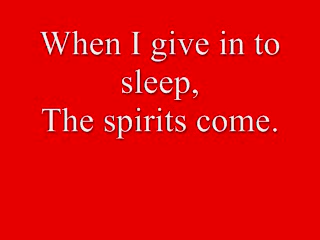 When I give in to
sleep,
The spirits come.